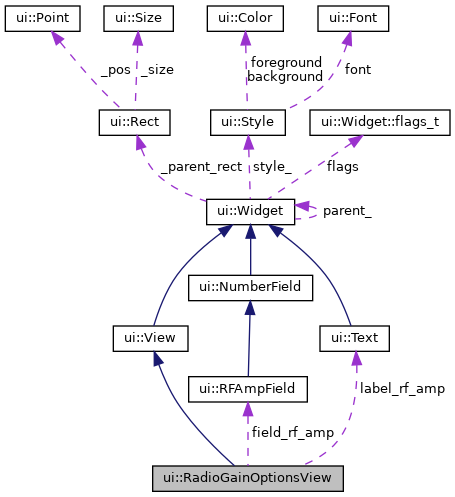 ui::Point
ui::Size
ui::Color
ui::Font
_pos
_size
foreground
background
font
ui::Rect
ui::Style
ui::Widget::flags_t
_parent_rect
style_
flags
ui::Widget
parent_
ui::NumberField
ui::View
ui::Text
ui::RFAmpField
label_rf_amp
field_rf_amp
ui::RadioGainOptionsView